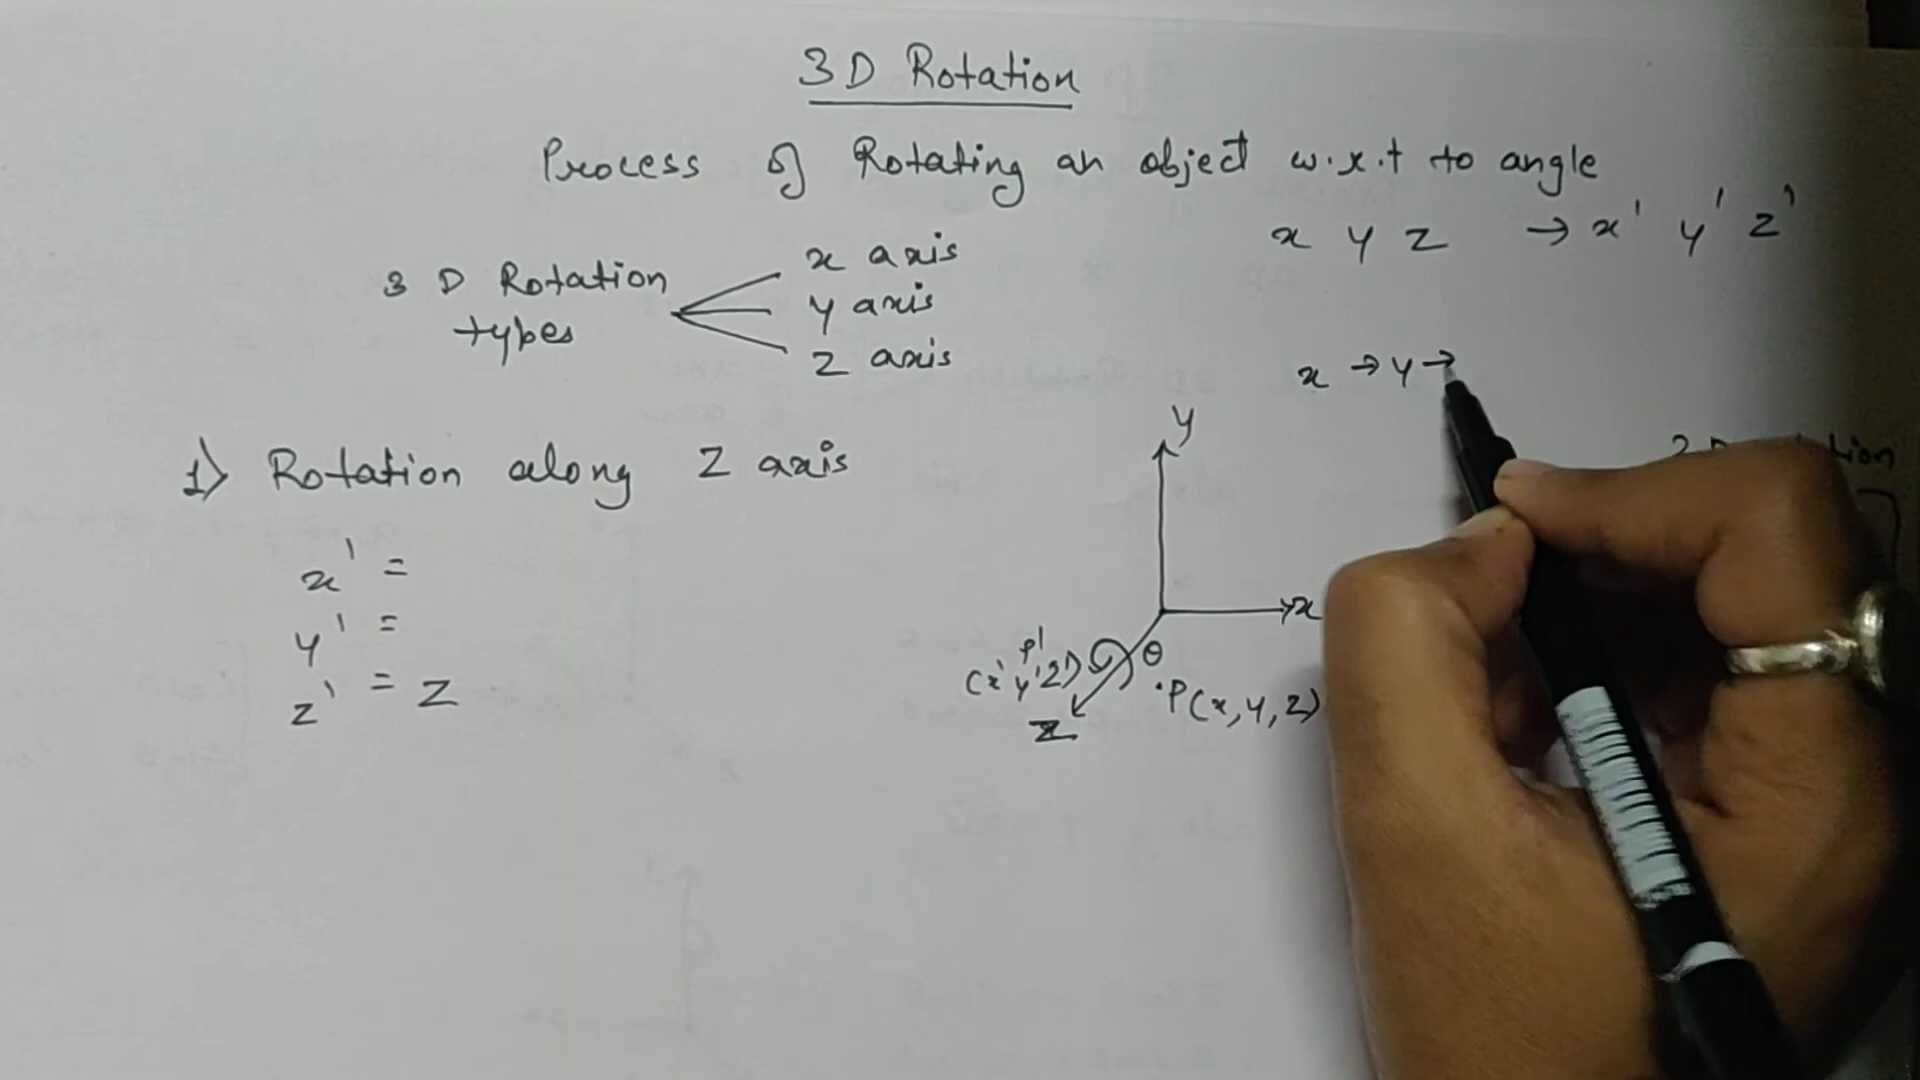 3D Rotation
Process of Rotating an object w.r.t to angle
x y z → x' y' z'
3 D Rotation types
x axis
y axis
z axis
x → y →
1) Rotation along Z axis
x' =
y' =
z' = z
y
x
θ
P'
(x' y' z')
P(x, y, z)
Z